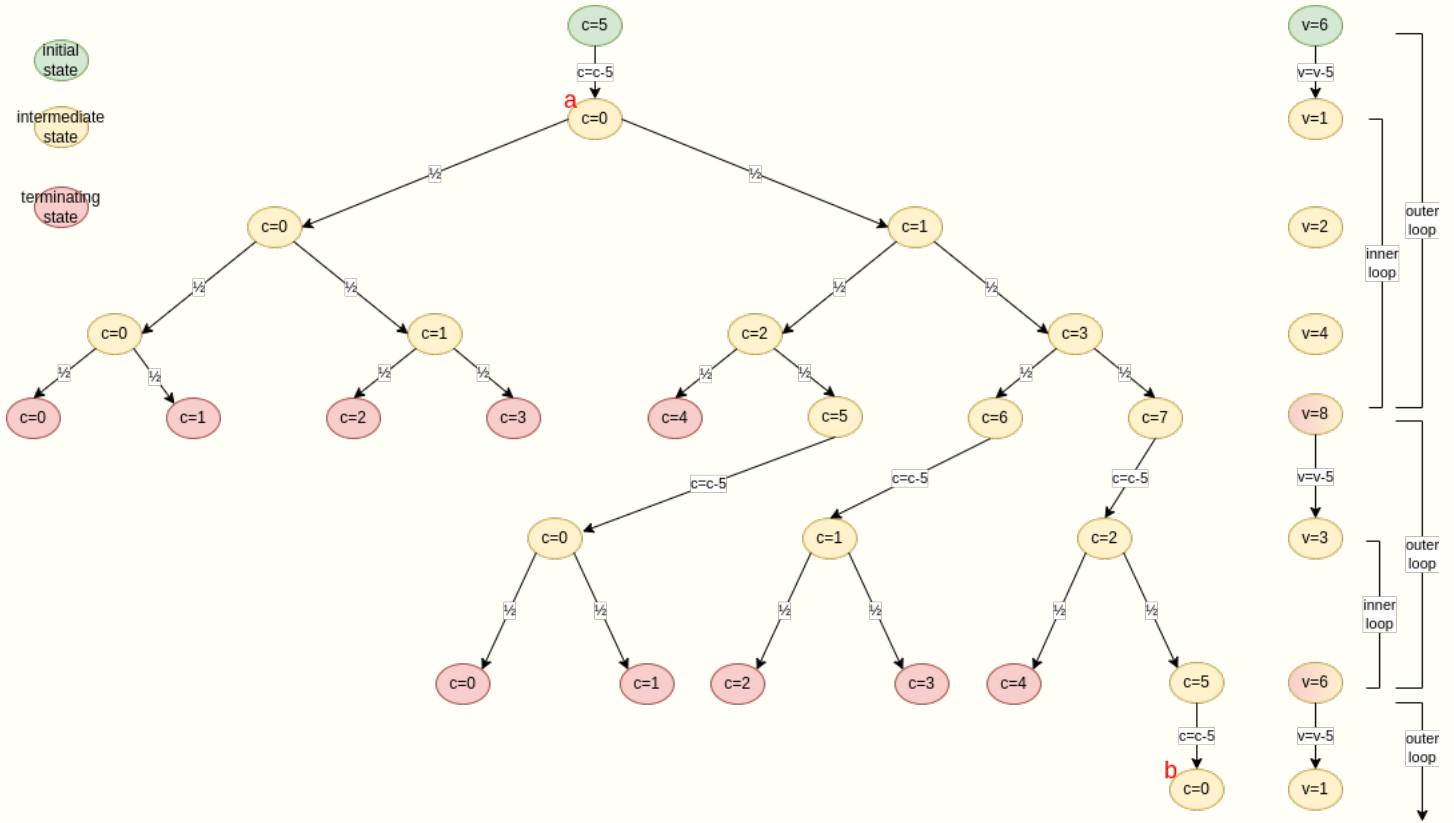 c=5
v=6
initial
state
c=c-5
v=v-5
a
c=0
v=1
intermediate
state
½
½
terminating
state
c=0
c=1
v=2
outer
loop
inner
loop
½
½
½
½
c=0
c=1
c=2
c=3
v=4
½
½
½
½
½
½
½
½
c=0
c=1
c=2
c=3
c=4
c=5
c=6
c=7
v=8
c=c-5
c=c-5
c=c-5
v=v-5
c=0
c=1
c=2
v=3
outer
loop
½
½
½
½
½
½
inner
loop
c=0
c=1
c=2
c=3
c=4
c=5
v=6
c=c-5
v=v-5
outer
loop
b
c=0
v=1